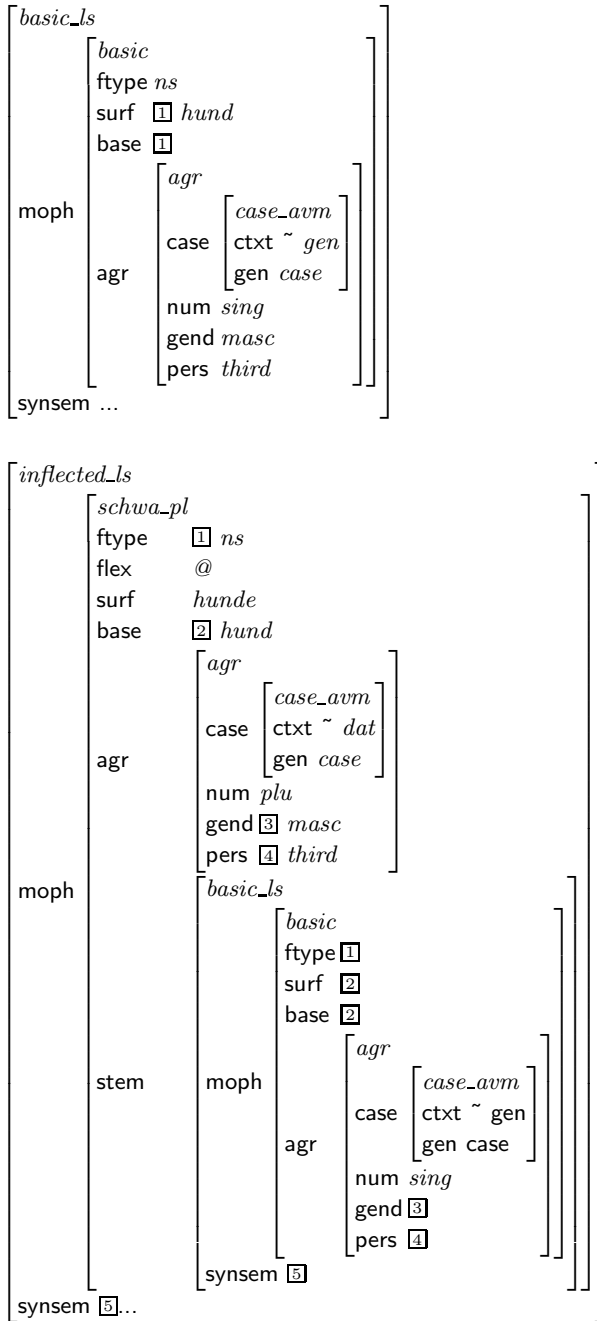 basic_ls
basic
ftype ns
surf 1 hund
base 1
agr
case_avm
case ctxt ~ gen
moph
gen case
agr
num sing
gend masc
pers third
synsem ...
inflected_ls
schwa_pl
ftype 1 ns
flex @
surf hunde
base 2 hund
agr
case_avm
case ctxt ~ dat
gen case
agr
num plu
gend 3 masc
pers 4 third
moph
basic_ls
basic
ftype 1
surf 2
base 2
agr
stem moph case_avm
case ctxt ~ gen
gen case
agr
num sing
gend 3
pers 4
synsem 5
synsem 5...